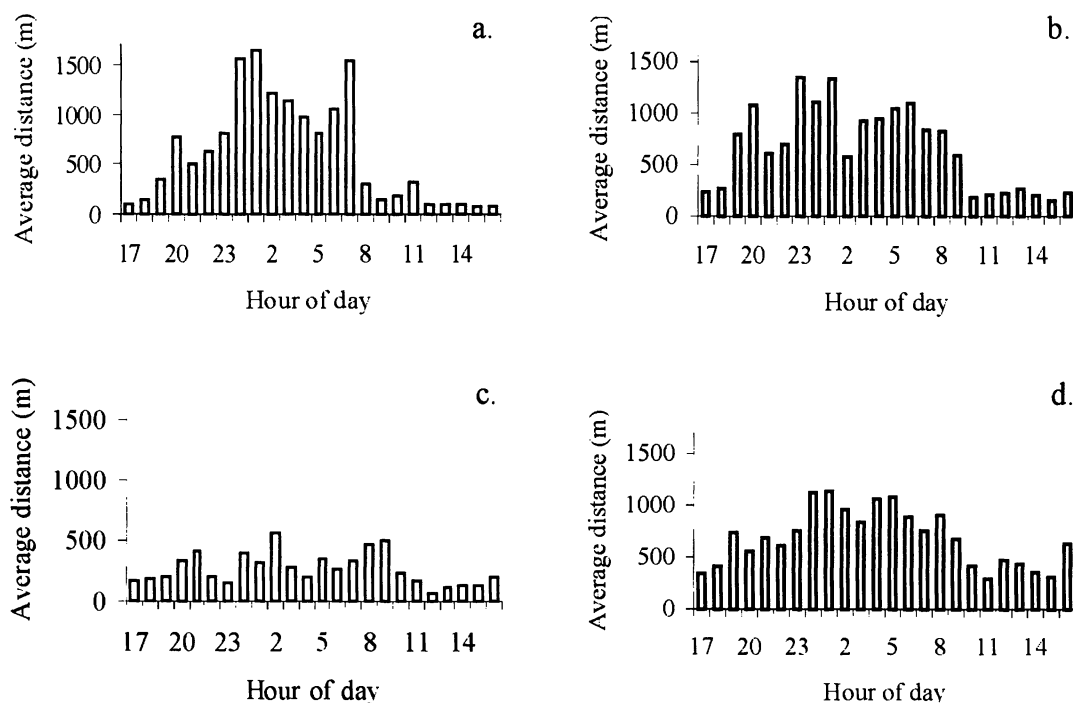 a.
Average distance (m)
1500
1000
500
0
17 20 23 2 5 8 11 14
Hour of day
b.
Average distance (m)
1500
1000
500
0
17 20 23 2 5 8 11 14
Hour of day
c.
Average distance (m)
1500
1000
500
0
17 20 23 2 5 8 11 14
Hour of day
d.
Average distance (m)
1500
1000
500
0
17 20 23 2 5 8 11 14
Hour of day